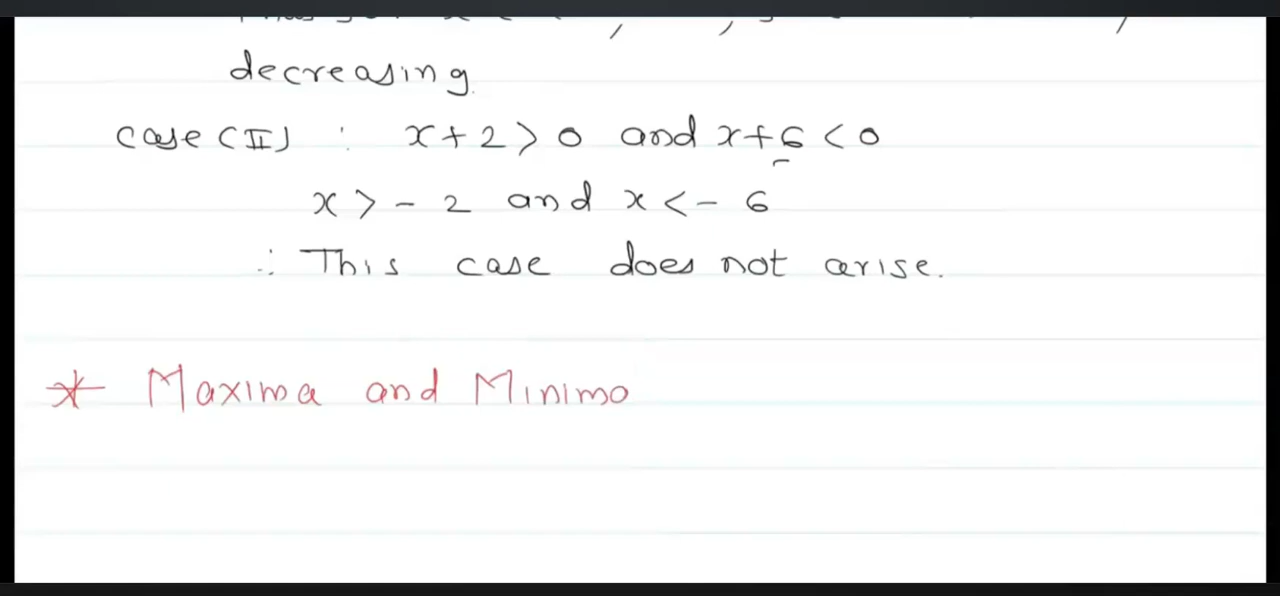 decreasing.
case (II) : x+2>0 and x+6<0
x>-2 and x<-6
∴ This case does not arise.
* Maxima and Minima